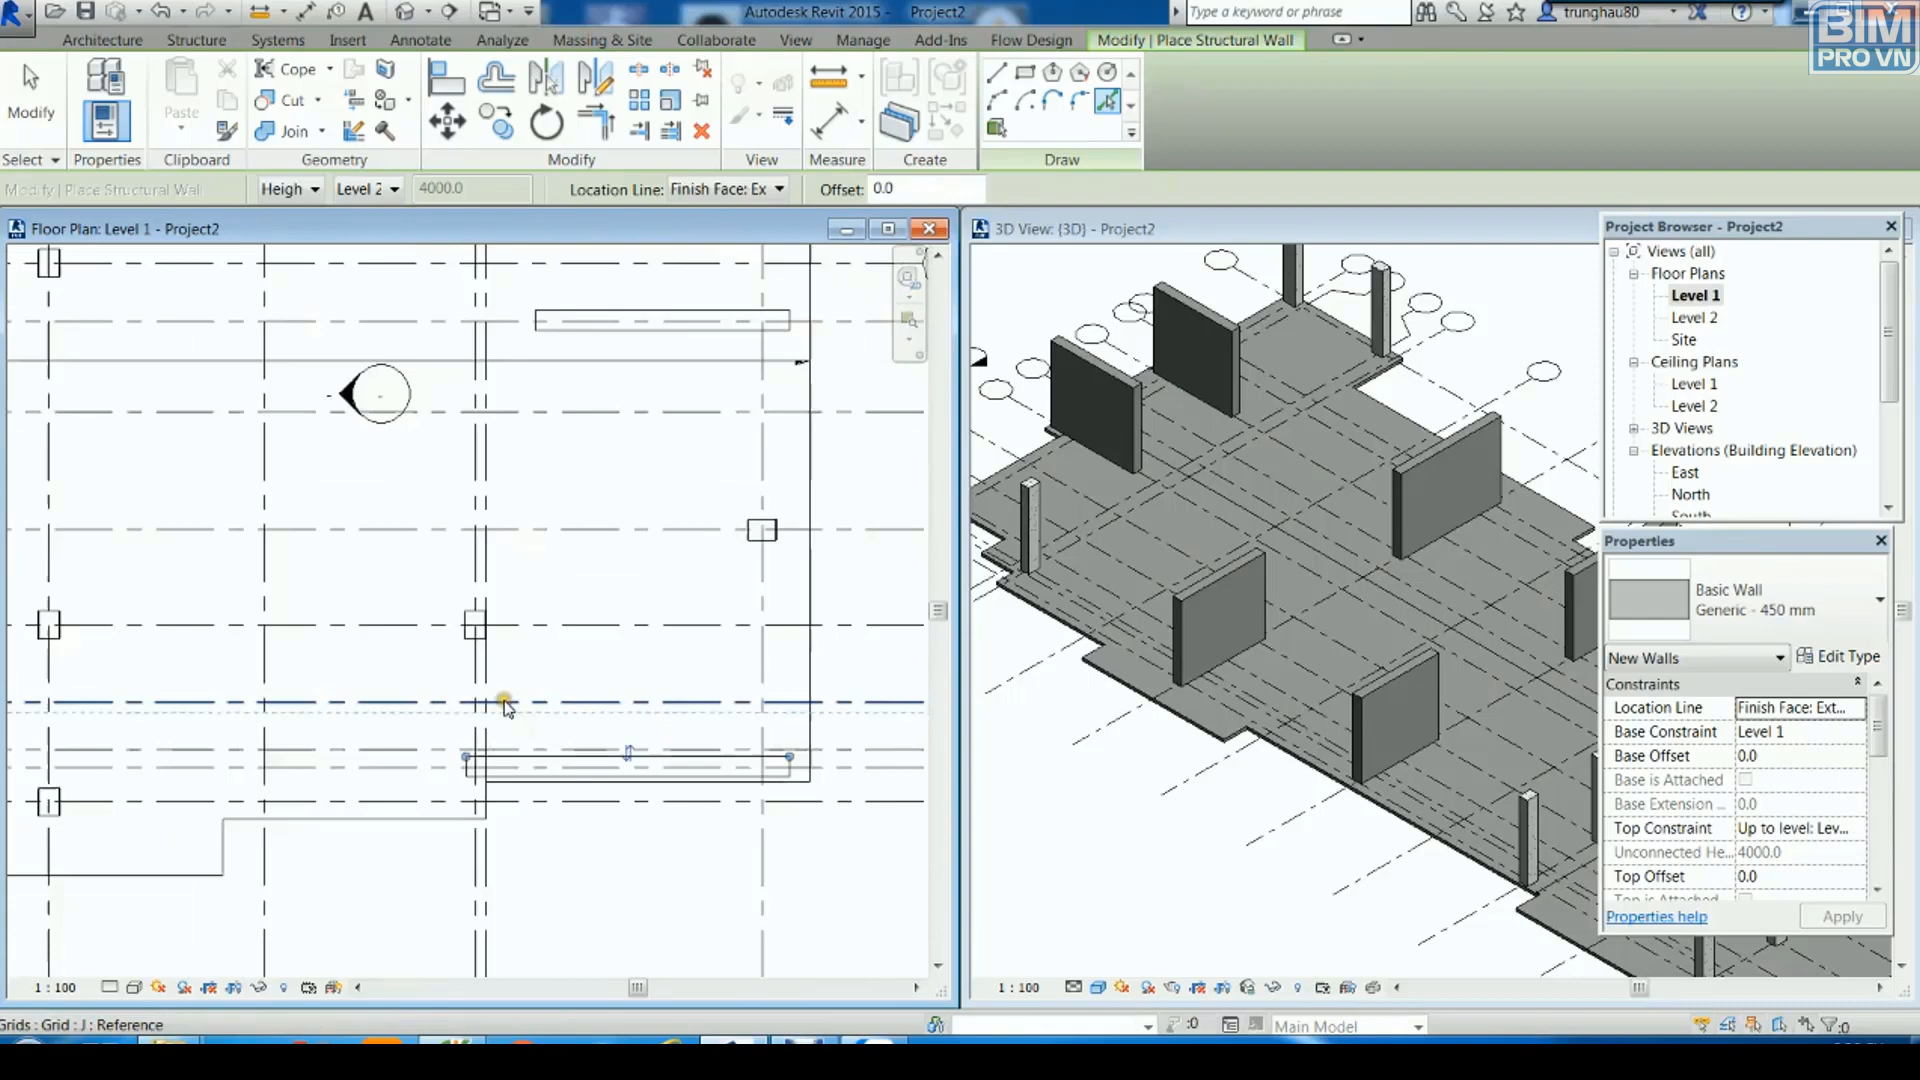 Autodesk Revit 2015 - Project2
Type a keyword or phrase
trunghau80
BIM
PRO VN
Architecture Structure Systems Insert Annotate Analyze Massing & Site Collaborate View Manage Add-Ins Flow Design Modify | Place Structural Wall
Modify
Paste
Cope
Cut
Join
Select Properties Clipboard Geometry Modify View Measure Create Draw
Modify | Place Structural Wall
Heigh
Level 2
4000.0
Location Line: Finish Face: Ex
Offset: 0.0
Floor Plan: Level 1 - Project2
3D View: {3D} - Project2
Project Browser - Project2
Views (all)
Floor Plans
Level 1
Level 2
Site
Ceiling Plans
Level 1
Level 2
3D Views
Elevations (Building Elevation)
East
North
South
Properties
Basic Wall
Generic - 450 mm
New Walls
Edit Type
Constraints
Location Line Finish Face: Ext...
Base Constraint Level 1
Base Offset 0.0
Base is Attached
Base Extension ... 0.0
Top Constraint Up to level: Lev...
Unconnected He... 4000.0
Top Offset 0.0
Top is Attached
Properties help
Apply
1 : 100
1 : 100
Grids : Grid : J : Reference
:0
Main Model
:0